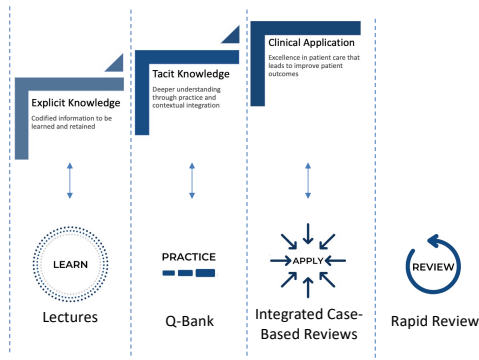 Explicit Knowledge
Codified information to be
learned and retained
LEARN
Lectures
Tacit Knowledge
Deeper understanding
through practice and
contextual integration
PRACTICE
Q-Bank
Clinical Application
Excellence in patient care that
leads to improve patient
outcomes
APPLY
Integrated Case-
Based Reviews
REVIEW
Rapid Review